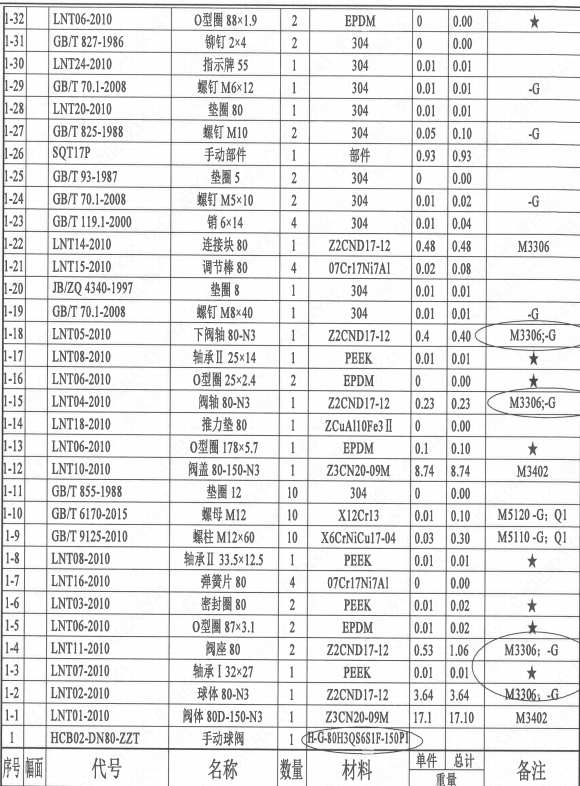 1-32 LNT06-2010 O型圈 88×1.9 2 EPDM 0 0.00 ★
1-31 GB/T 827-1986 铆钉 2×4 2 304 0 0.00
1-30 LNT24-2010 指示牌 55 1 304 0.01 0.01
1-29 GB/T 70.1-2008 螺钉 M6×12 1 304 0.01 0.01 -G
1-28 LNT20-2010 垫圈 80 1 304 0.01 0.01
1-27 GB/T 825-1988 螺钉 M10 2 304 0.05 0.10 -G
1-26 SQT17P 手动部件 1 部件 0.93 0.93
1-25 GB/T 93-1987 垫圈 5 2 304 0 0.00
1-24 GB/T 70.1-2008 螺钉 M5×10 2 304 0.01 0.02 -G
1-23 GB/T 119.1-2000 销 6×14 4 304 0.01 0.04
1-22 LNT14-2010 连接块 80 1 Z2CND17-12 0.48 0.48 M3306
1-21 LNT15-2010 调节棒 80 4 07Cr17Ni7Al 0.02 0.08
1-20 JB/ZQ 4340-1997 垫圈 8 1 304 0.01 0.01
1-19 GB/T 70.1-2008 螺钉 M8×40 1 304 0.01 0.01 -G
1-18 LNT05-2010 下阀轴 80-N3 1 Z2CND17-12 0.4 0.40 M3306;-G
1-17 LNT08-2010 轴承Ⅱ 25×14 1 PEEK 0.01 0.01 ★
1-16 LNT06-2010 O型圈 25×2.4 2 EPDM 0 0.00 ★
1-15 LNT04-2010 阀轴 80-N3 1 Z2CND17-12 0.23 0.23 M3306;-G
1-14 LNT18-2010 推力垫 80 1 ZCuAl10Fe3Ⅱ 0 0.00
1-13 LNT06-2010 O型圈 178×5.7 1 EPDM 0.1 0.10 ★
1-12 LNT10-2010 阀盖 80-150-N3 1 Z3CN20-09M 8.74 8.74 M3402
1-11 GB/T 855-1988 垫圈 12 10 304 0 0.00
1-10 GB/T 6170-2015 螺母 M12 10 X12Cr13 0.01 0.10 M5120 -G; Q1
1-9 GB/T 9125-2010 螺柱 M12×60 10 X6CrNiCu17-04 0.03 0.30 M5110 -G; Q1
1-8 LNT08-2010 轴承Ⅱ 33.5×12.5 1 PEEK 0.01 0.01 ★
1-7 LNT16-2010 弹簧片 80 4 07Cr17Ni7Al 0 0.00
1-6 LNT03-2010 密封圈 80 2 PEEK 0.01 0.02 ★
1-5 LNT06-2010 O型圈 87×3.1 2 EPDM 0.01 0.02 ★
1-4 LNT11-2010 阀座 80 2 Z2CND17-12 0.53 1.06 M3306; -G
1-3 LNT07-2010 轴承Ⅰ 32×27 1 PEEK 0.01 0.01 ★
1-2 LNT02-2010 球体 80-N3 1 Z2CND17-12 3.64 3.64 M3306; -G
1-1 LNT01-2010 阀体 80D-150-N3 1 Z3CN20-09M 17.1 17.10 M3402
1 HCB02-DN80-ZZT 手动球阀 1 H-G-80H3QS6S1F-150PI
序号 幅面 代号 名称 数量 材料 单件 总计 备注
重量